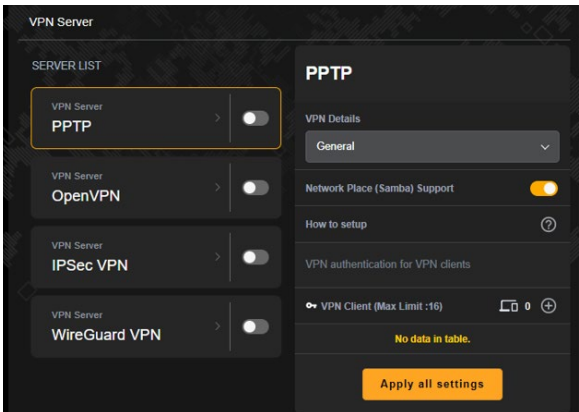 VPN Server
SERVER LIST
VPN Server
PPTP
VPN Server
OpenVPN
VPN Server
IPSec VPN
VPN Server
WireGuard VPN
PPTP
VPN Details
General
Network Place (Samba) Support
How to setup
?
VPN authentication for VPN clients
VPN Client (Max Limit :16)
0
No data in table.
Apply all settings